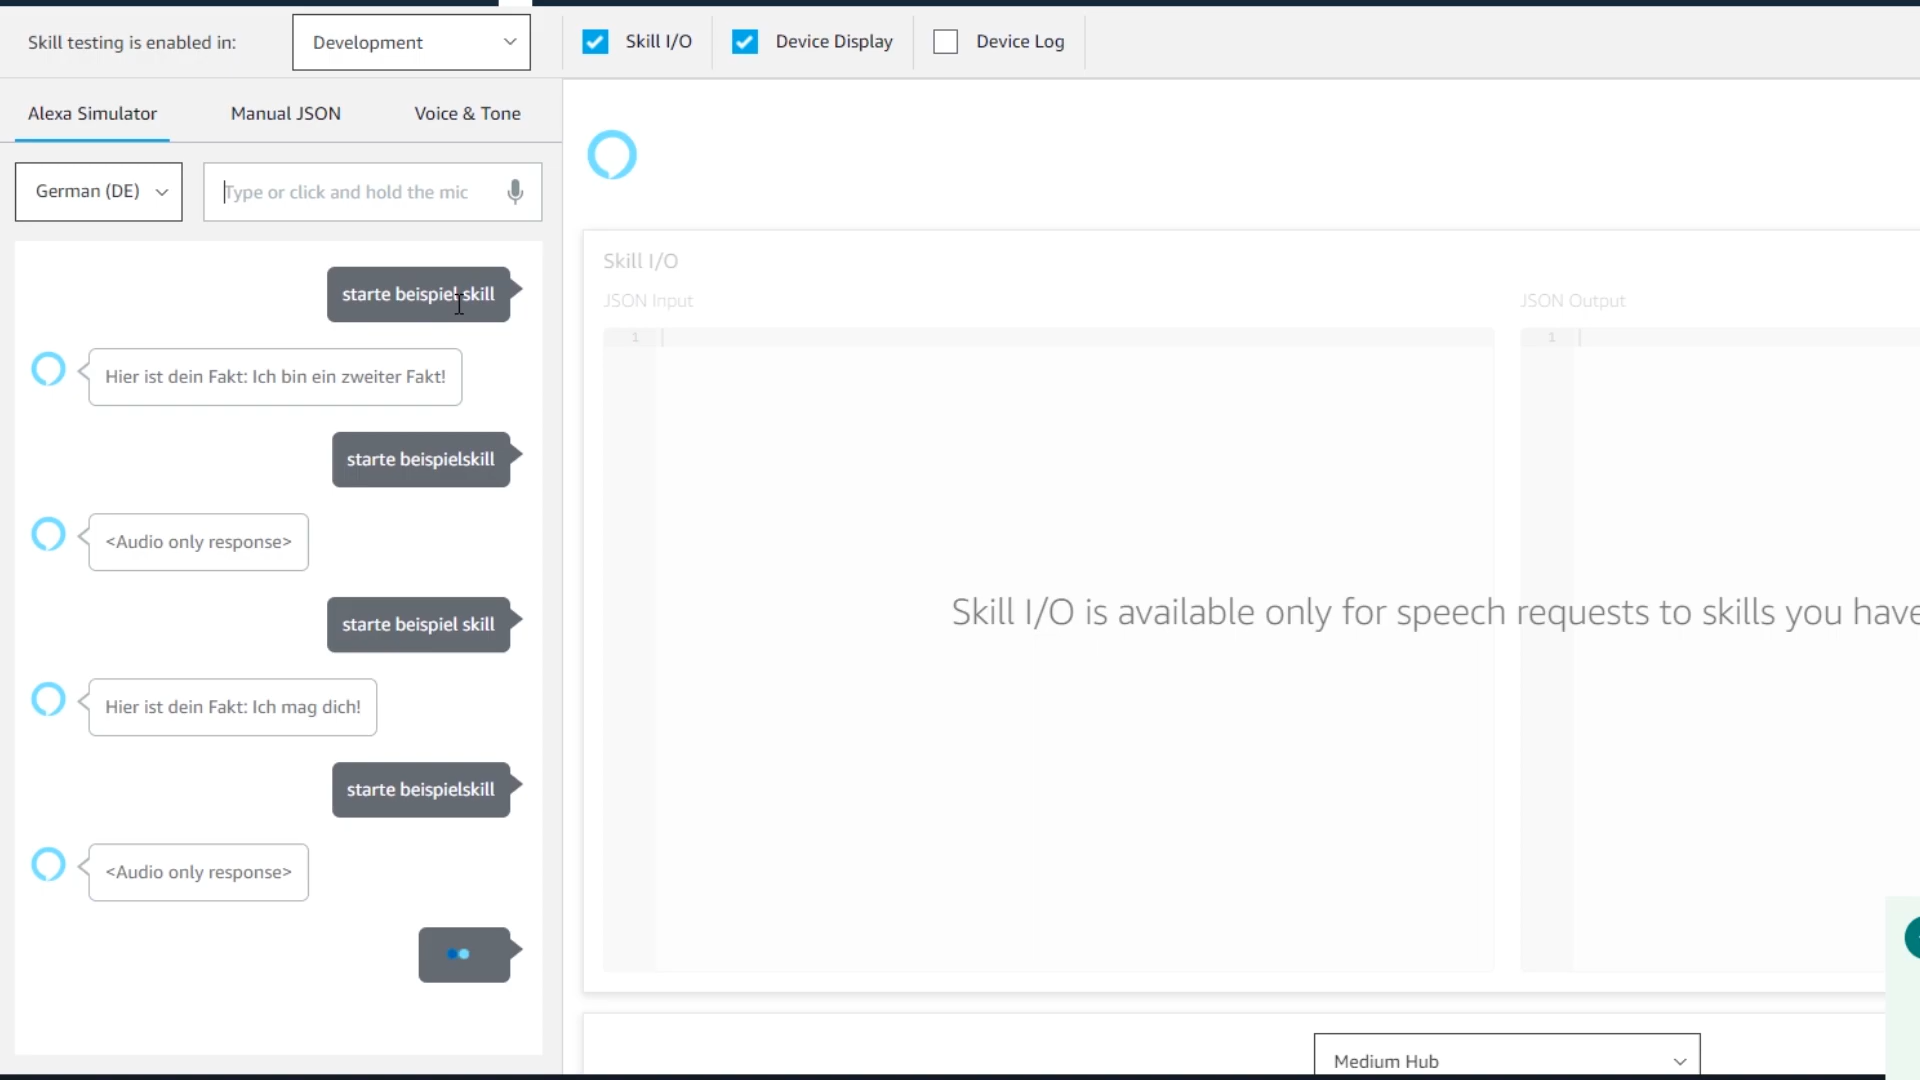 Skill testing is enabled in:
Development
Skill I/O
Device Display
Device Log
Alexa Simulator
Manual JSON
Voice & Tone
German (DE)
Type or click and hold the mic
starte beispiel skill
Hier ist dein Fakt: Ich bin ein zweiter Fakt!
starte beispielskill
<Audio only response>
starte beispiel skill
Hier ist dein Fakt: Ich mag dich!
starte beispielskill
<Audio only response>
Skill I/O
JSON Input
JSON Output
1
1
Skill I/O is available only for speech requests to skills you have
Medium Hub